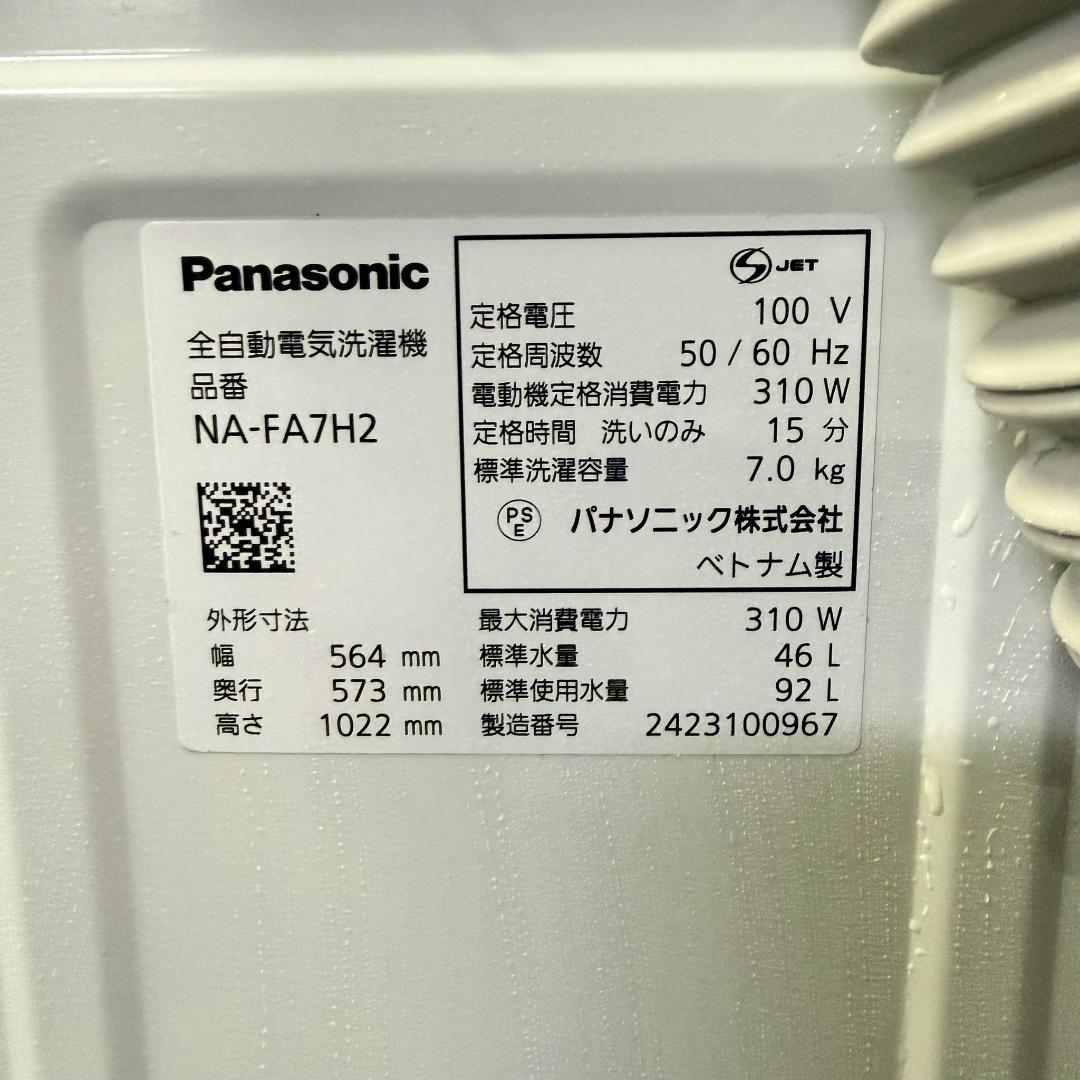 Panasonic
全自動電気洗濯機
品番
NA-FA7H2
JET
定格電圧 100 V
定格周波数 50 / 60 Hz
電動機定格消費電力 310 W
定格時間 洗いのみ 15 分
標準洗濯容量 7.0 kg
PSE パナソニック株式会社
ベトナム製
外形寸法
幅 564 mm
奥行 573 mm
高さ 1022 mm
最大消費電力 310 W
標準水量 46 L
標準使用水量 92 L
製造番号 2423100967